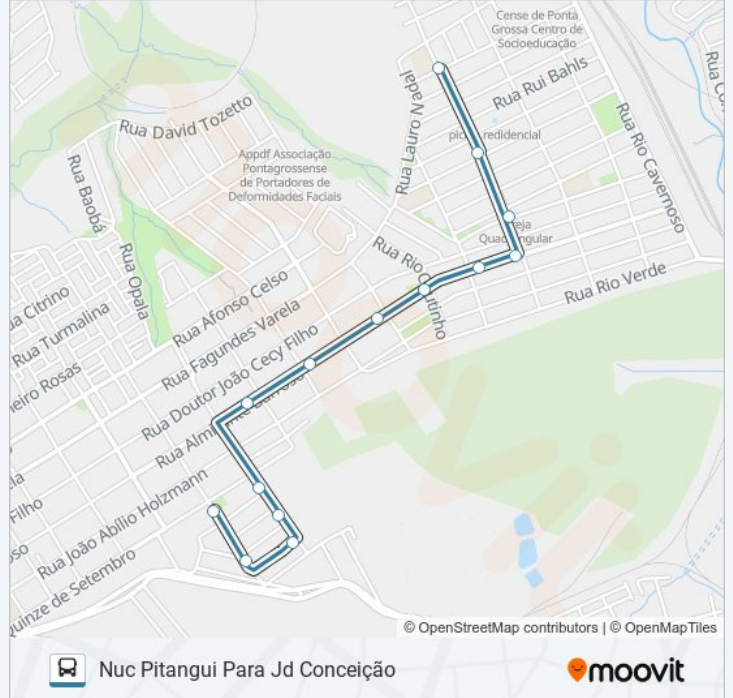 Cense de Ponta
Grossa Centro de
Socioeducação
Rua Rui Bahls
Rua Lauro Nadal
Rua David Tozetto
redidencial
Rua Rio Cavernoso
Appdf Associação
Pontagrossense
de Portadores de
Deformidades Faciais
Rua Baobá
Rua Opala
Rua Rio
Rua Afonso Celso
Rua Rio Verde
Citrino
Rua Turmalina
Rua Fagundes Varela
Rosas
Rua Doutor João Cecy Filho
Filho
Rua João Abílio Holzmann
Quinze de Setembro
© OpenStreetMap contributors | © OpenMapTiles
Nuc Pitangui Para Jd Conceição
moovit